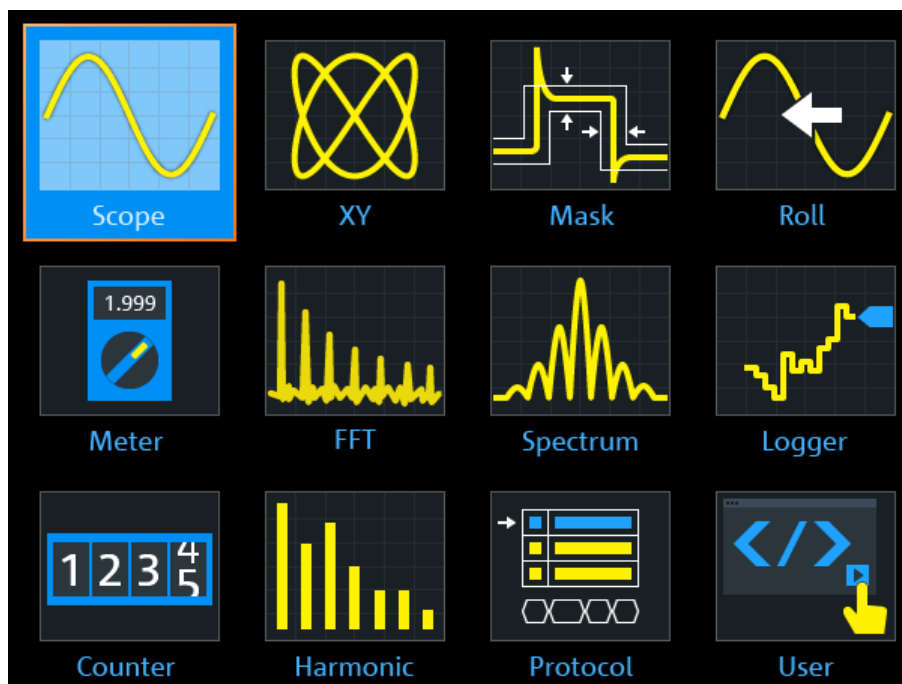 Scope
XY
Mask
Roll
1.999
Meter
FFT
Spectrum
Logger
1 2 3 4
5
Counter
Harmonic
Protocol
</>
User